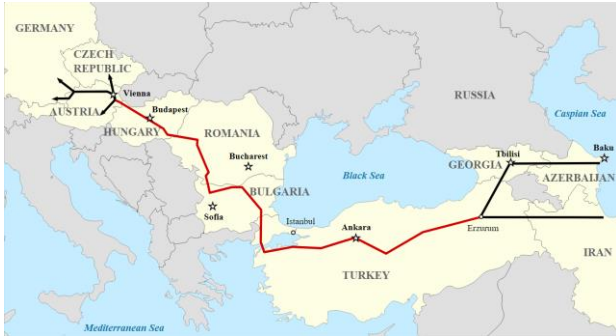 GERMANY
CZECH
REPUBLIC
Vienna
AUSTRIA
Budapest
HUNGARY
ROMANIA
Bucharest
BULGARIA
Sofia
Black Sea
Istanbul
Ankara
TURKEY
Erzurum
RUSSIA
Caspian Sea
Tbilisi
GEORGIA
Baku
AZERBAIJAN
IRAN
Mediterranean Sea